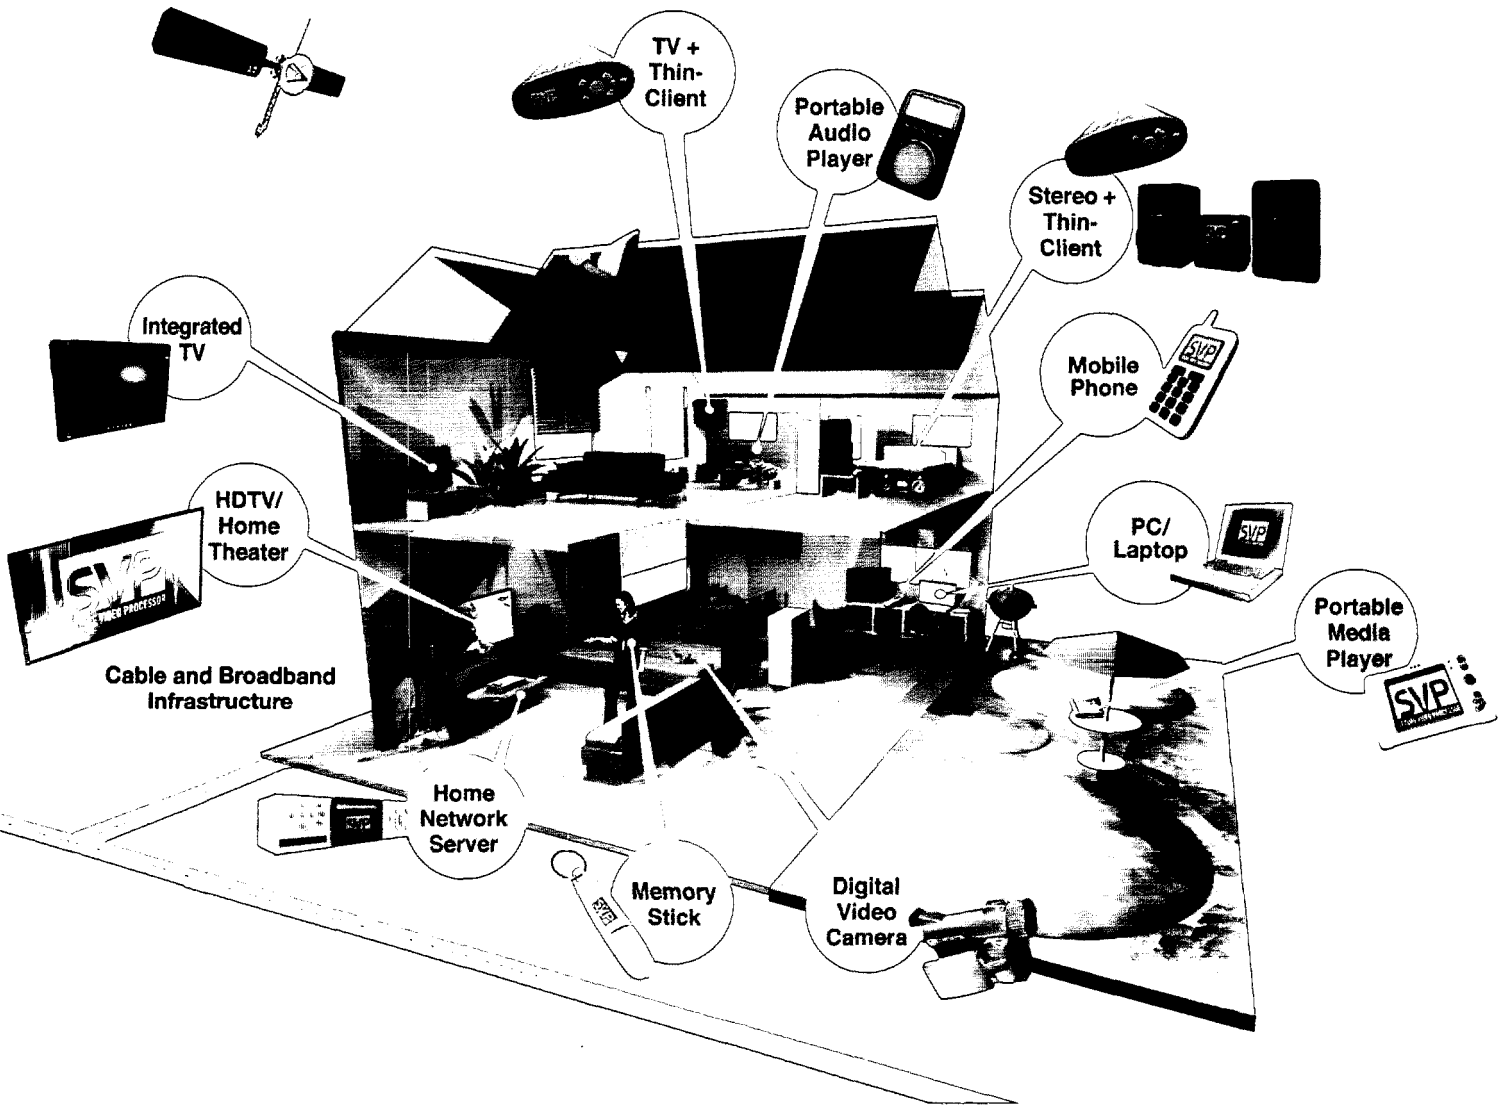 TV +
Thin-
Client
Portable
Audio
Player
Stereo +
Thin-
Client
Integrated
TV
Mobile
Phone
SVP
HDTV/
Home
Theater
SVP
VIDEO PROCESSOR
PC/
Laptop
SVP
Portable
Media
Player
SVP
Cable and Broadband
Infrastructure
Home
Network
Server
SVP
Memory
Stick
SVP
Digital
Video
Camera